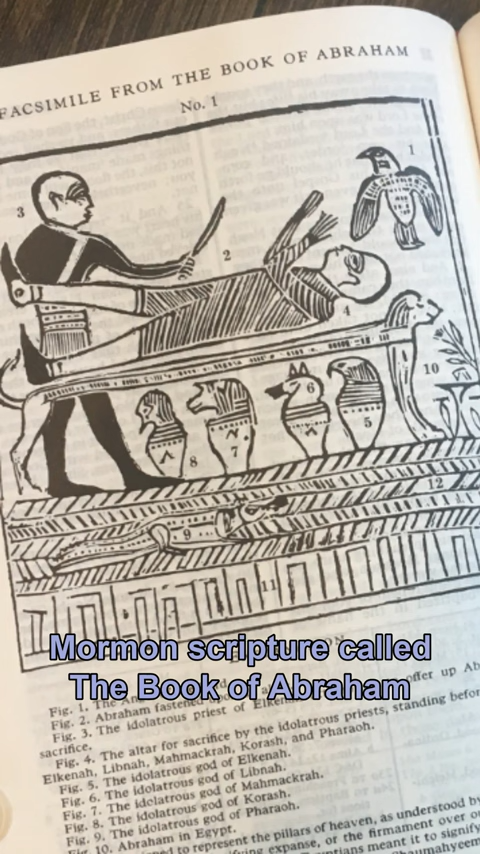 FACSIMILE FROM THE BOOK OF ABRAHAM
No. 1
1
3
2
4
10
6
5
7
8
12
9
11
Mormon scripture called
The Book of Abraham
Fig. 1. The
Fig. 2. Abraham fastened
offer up Ab
Fig. 3. The idolatrous priest of Elkenah
sacrifice.
Fig. 4. The altar for sacrifice by the idolatrous priests, standing before
Elkenah, Libnah, Mahmackrah, Korash, and Pharaoh.
Fig. 5. The idolatrous god of Elkenah.
Fig. 6. The idolatrous god of Libnah.
Fig. 7. The idolatrous god of Mahmackrah.
Fig. 8. The idolatrous god of Korash.
Fig. 9. The idolatrous god of Pharaoh.
Fig. 10. Abraham in Egypt.
to represent the pillars of heaven, as understood by
expanse, or the firmament over o
meant it to signify